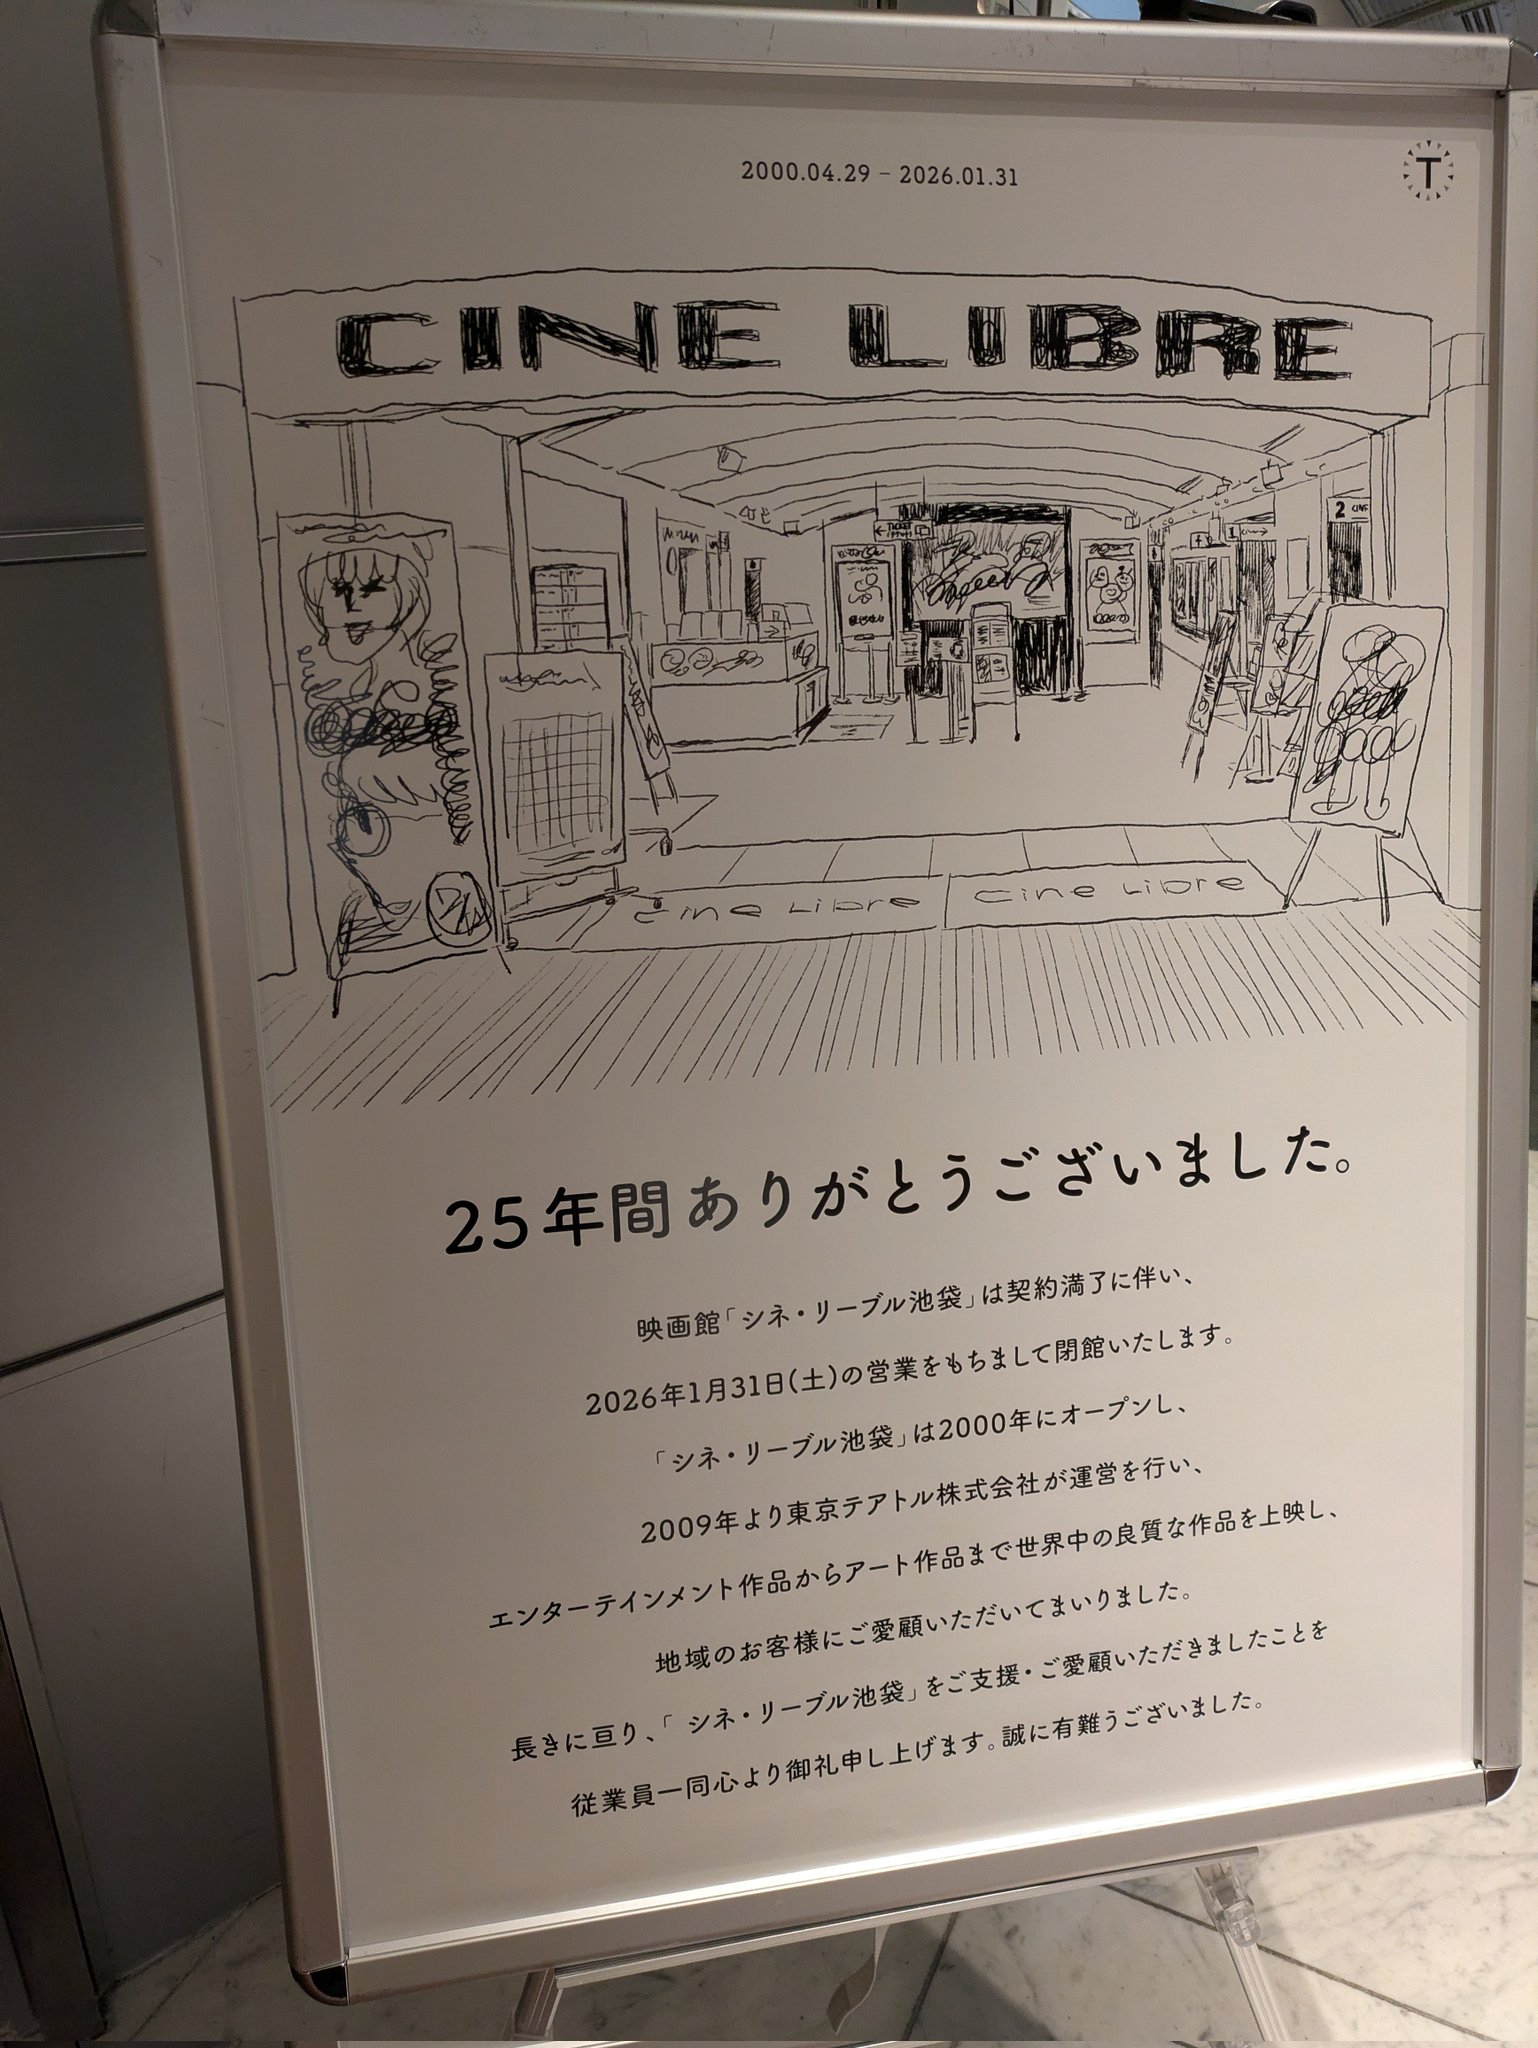 2000.04.29 – 2026.01.31
T
CINE LIBRE
TICKET
2
1
cine Libre
cine Libre
25年間ありがとうございました。
映画館「シネ・リーブル池袋」は契約満了に伴い、
2026年1月31日(土)の営業をもちまして閉館いたします。
「シネ・リーブル池袋」は2000年にオープンし、
2009年より東京テアトル株式会社が運営を行い、
エンターテインメント作品からアート作品まで世界中の良質な作品を上映し、
地域のお客様にご愛顧いただいてまいりました。
長きに亘り、「シネ・リーブル池袋」をご支援・ご愛顧いただきましたことを
従業員一同心より御礼申し上げます。誠に有難うございました。